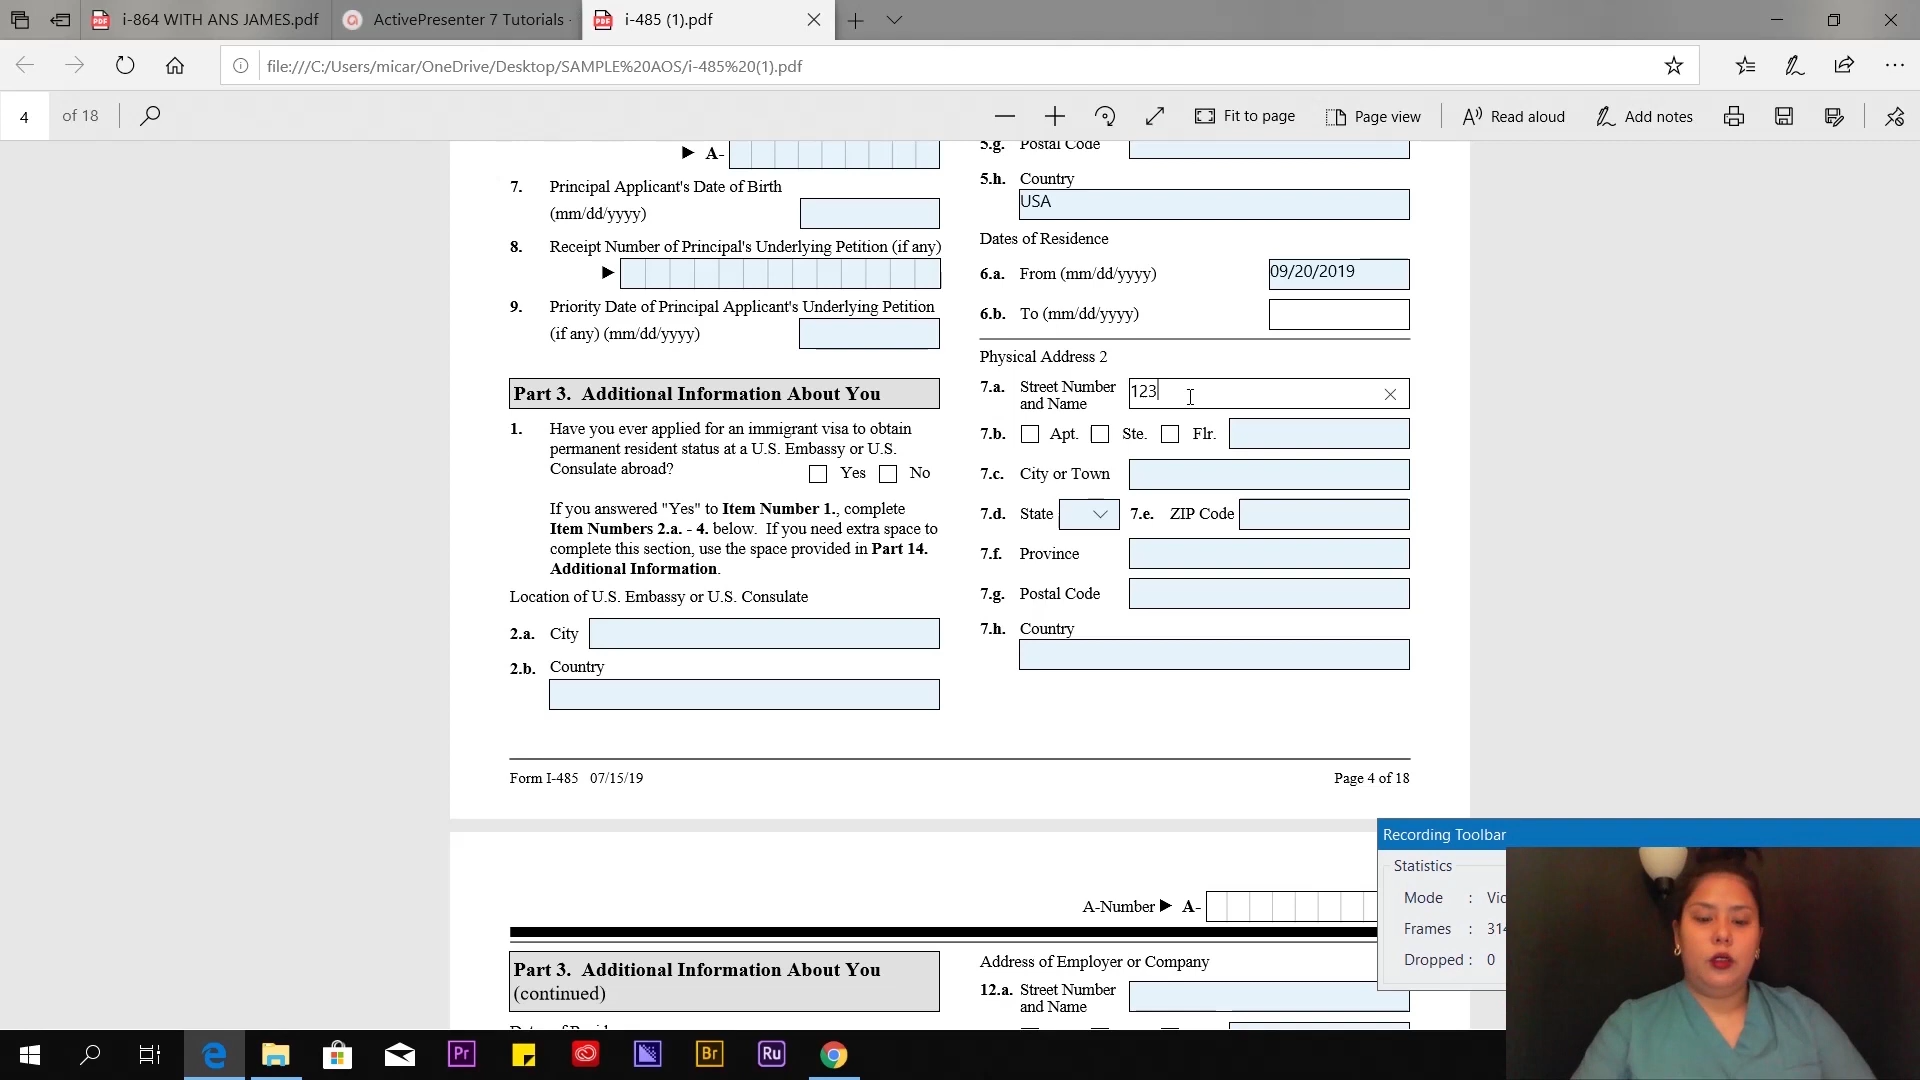 i-864 WITH ANS JAMES.pdf
ActivePresenter 7 Tutorials
i-485 (1).pdf
file:///C:/Users/micar/OneDrive/Desktop/SAMPLE%20AOS/i-485%20(1).pdf
4 of 18
Fit to page
Page view
Read aloud
Add notes
A-
7. Principal Applicant's Date of Birth
(mm/dd/yyyy)
8. Receipt Number of Principal's Underlying Petition (if any)
9. Priority Date of Principal Applicant's Underlying Petition
(if any) (mm/dd/yyyy)
Part 3. Additional Information About You
1. Have you ever applied for an immigrant visa to obtain
permanent resident status at a U.S. Embassy or U.S.
Consulate abroad? Yes No
If you answered "Yes" to Item Number 1., complete
Item Numbers 2.a. - 4. below. If you need extra space to
complete this section, use the space provided in Part 14.
Additional Information.
Location of U.S. Embassy or U.S. Consulate
2.a. City
2.b. Country
5.g. Postal Code
5.h. Country
USA
Dates of Residence
6.a. From (mm/dd/yyyy) 09/20/2019
6.b. To (mm/dd/yyyy)
Physical Address 2
7.a. Street Number
and Name
123
7.b. Apt. Ste. Flr.
7.c. City or Town
7.d. State 7.e. ZIP Code
7.f. Province
7.g. Postal Code
7.h. Country
Form I-485 07/15/19
Page 4 of 18
A-Number A-
Part 3. Additional Information About You
(continued)
Address of Employer or Company
12.a. Street Number
and Name
Recording Toolbar
Statistics
Mode :
Frames : 314
Dropped : 0
Pr
Br
Ru